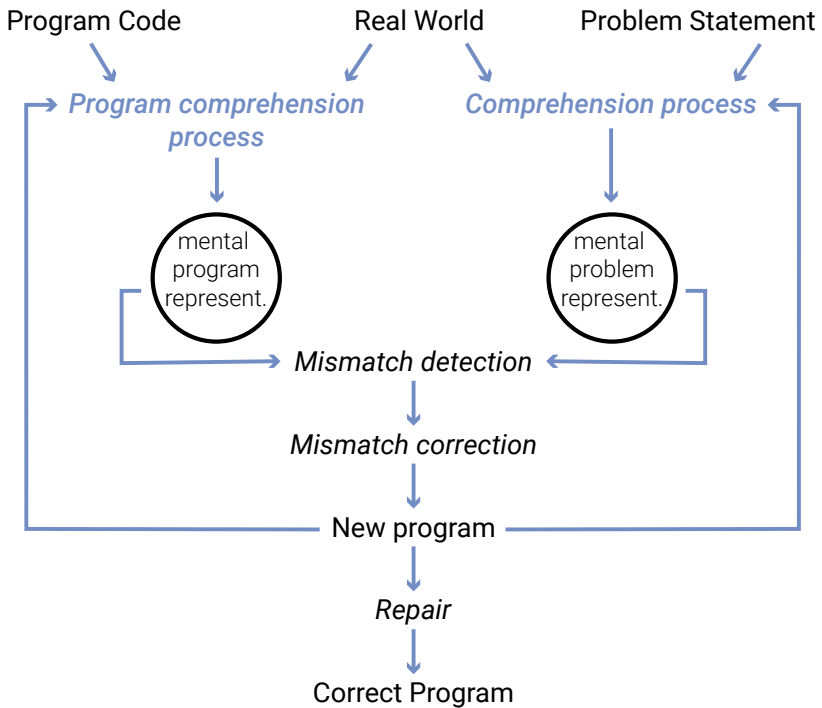 Program Code
Real World
Problem Statement
Program comprehension
process
Comprehension process
mental
program
represent.
mental
problem
represent.
Mismatch detection
Mismatch correction
New program
Repair
Correct Program